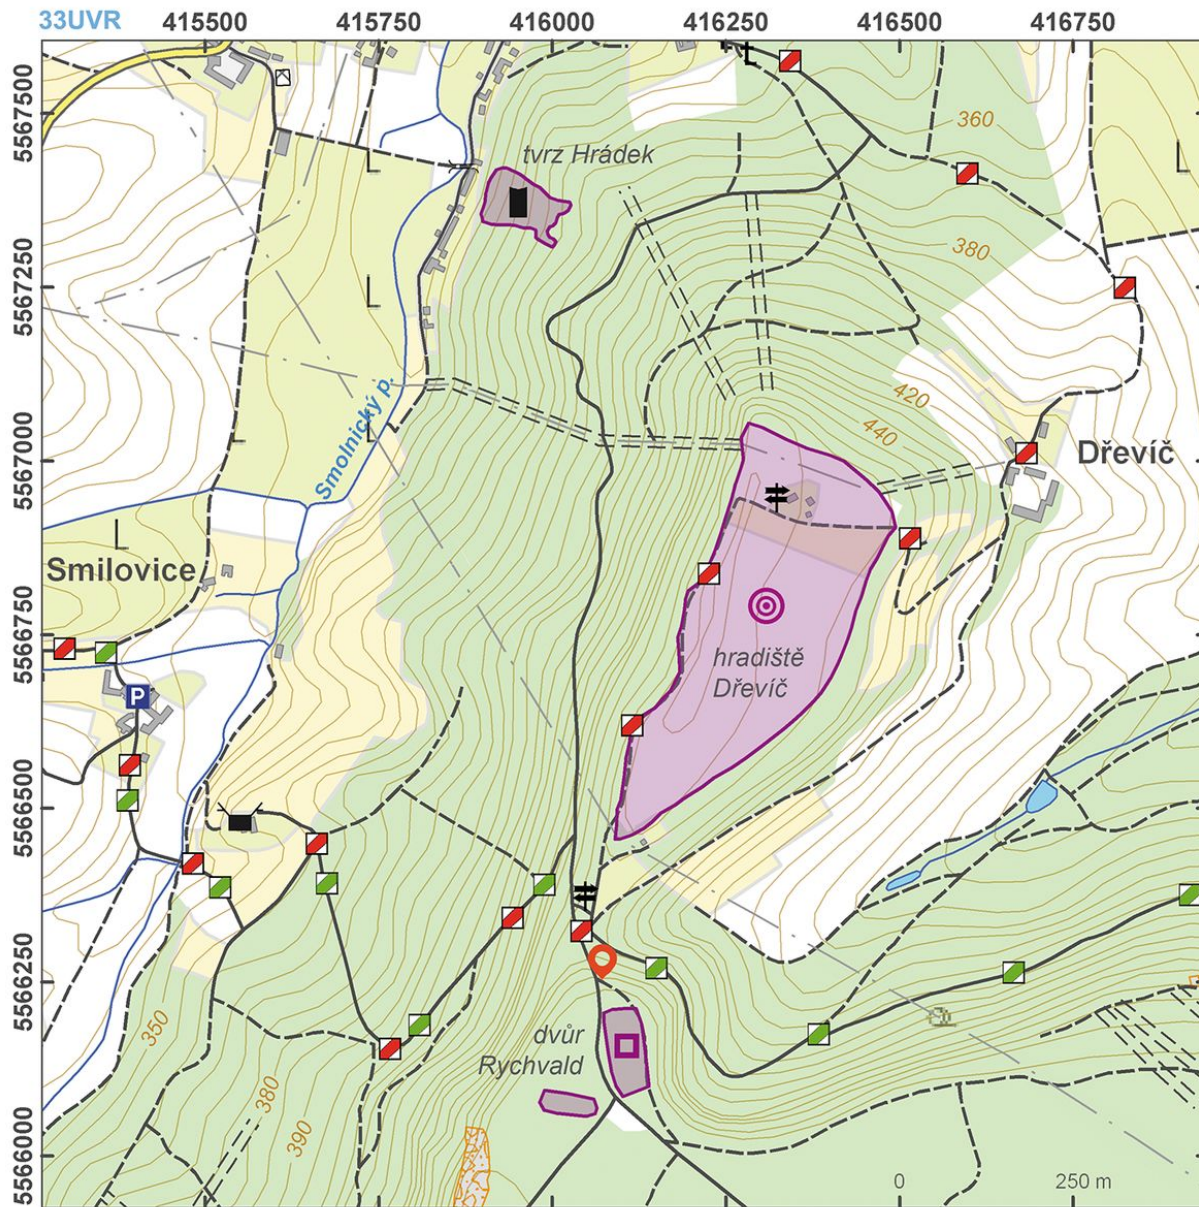 33UVR
415500
415750
416000
416250
416500
416750
5567500
5567250
5567000
5566750
5566500
5566250
5566000
360
tvrz Hrádek
380
420
440
Smolnický p.
Dřevíč
Smilovice
hradiště
Dřevíč
P
350
dvůr
Rychvald
380
390
0
250 m